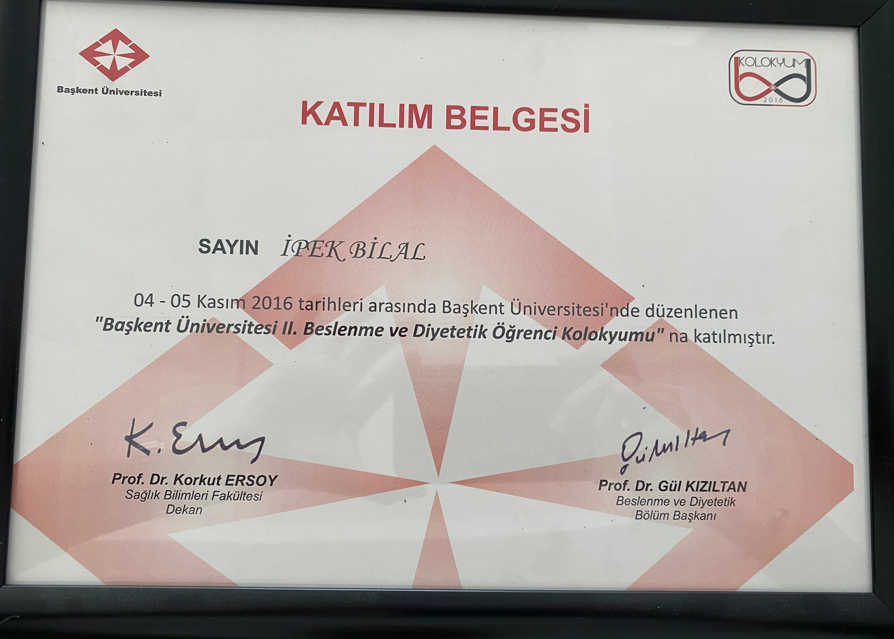 Başkent Üniversitesi
KOLOKYUM
bd
2016
KATILIM BELGESİ
SAYIN İPEK BİLAL
04 - 05 Kasım 2016 tarihleri arasında Başkent Üniversitesi'nde düzenlenen
"Başkent Üniversitesi II. Beslenme ve Diyetetik Öğrenci Kolokyumu" na katılmıştır.
K. Ersoy
Prof. Dr. Korkut ERSOY
Sağlık Bilimleri Fakültesi
Dekan
Gülkızıltan
Prof. Dr. Gül KIZILTAN
Beslenme ve Diyetetik
Bölüm Başkanı